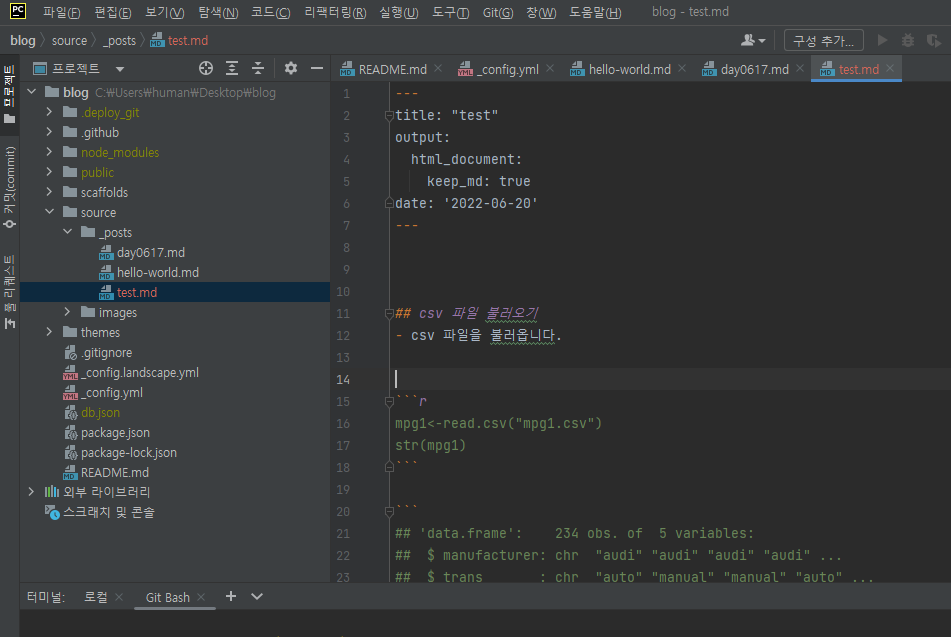 PC 파일(F) 편집(E) 보기(V) 탐색(N) 코드(C) 리팩터링(R) 실행(U) 도구(T) Git(G) 창(W) 도움말(H) blog - test.md
blog source _posts test.md 구성 추가...
프로젝트
커밋(commit)
풀 리퀘스트
프로젝트
blog C:₩Users₩human₩Desktop₩blog
.deploy_git
.github
node_modules
public
scaffolds
source
_posts
day0617.md
hello-world.md
test.md
images
themes
.gitignore
_config.landscape.yml
_config.yml
db.json
package.json
package-lock.json
README.md
외부 라이브러리
스크래치 및 콘솔
README.md _config.yml hello-world.md day0617.md test.md
1 ---
2 title: "test"
3 output:
4 html_document:
5 keep_md: true
6 date: '2022-06-20'
7 ---
8
9
10
11 ## csv 파일 불러오기
12 - csv 파일을 불러옵니다.
13
14
15 ```r
16 mpg1<-read.csv("mpg1.csv")
17 str(mpg1)
18 ```
19
20 ```
21 ## 'data.frame': 234 obs. of 5 variables:
22 ## $ manufacturer: chr "audi" "audi" "audi" "audi" ...
23 ## $ trans : chr "auto" "manual" "manual" "auto" ...
터미널: 로컬 Git Bash